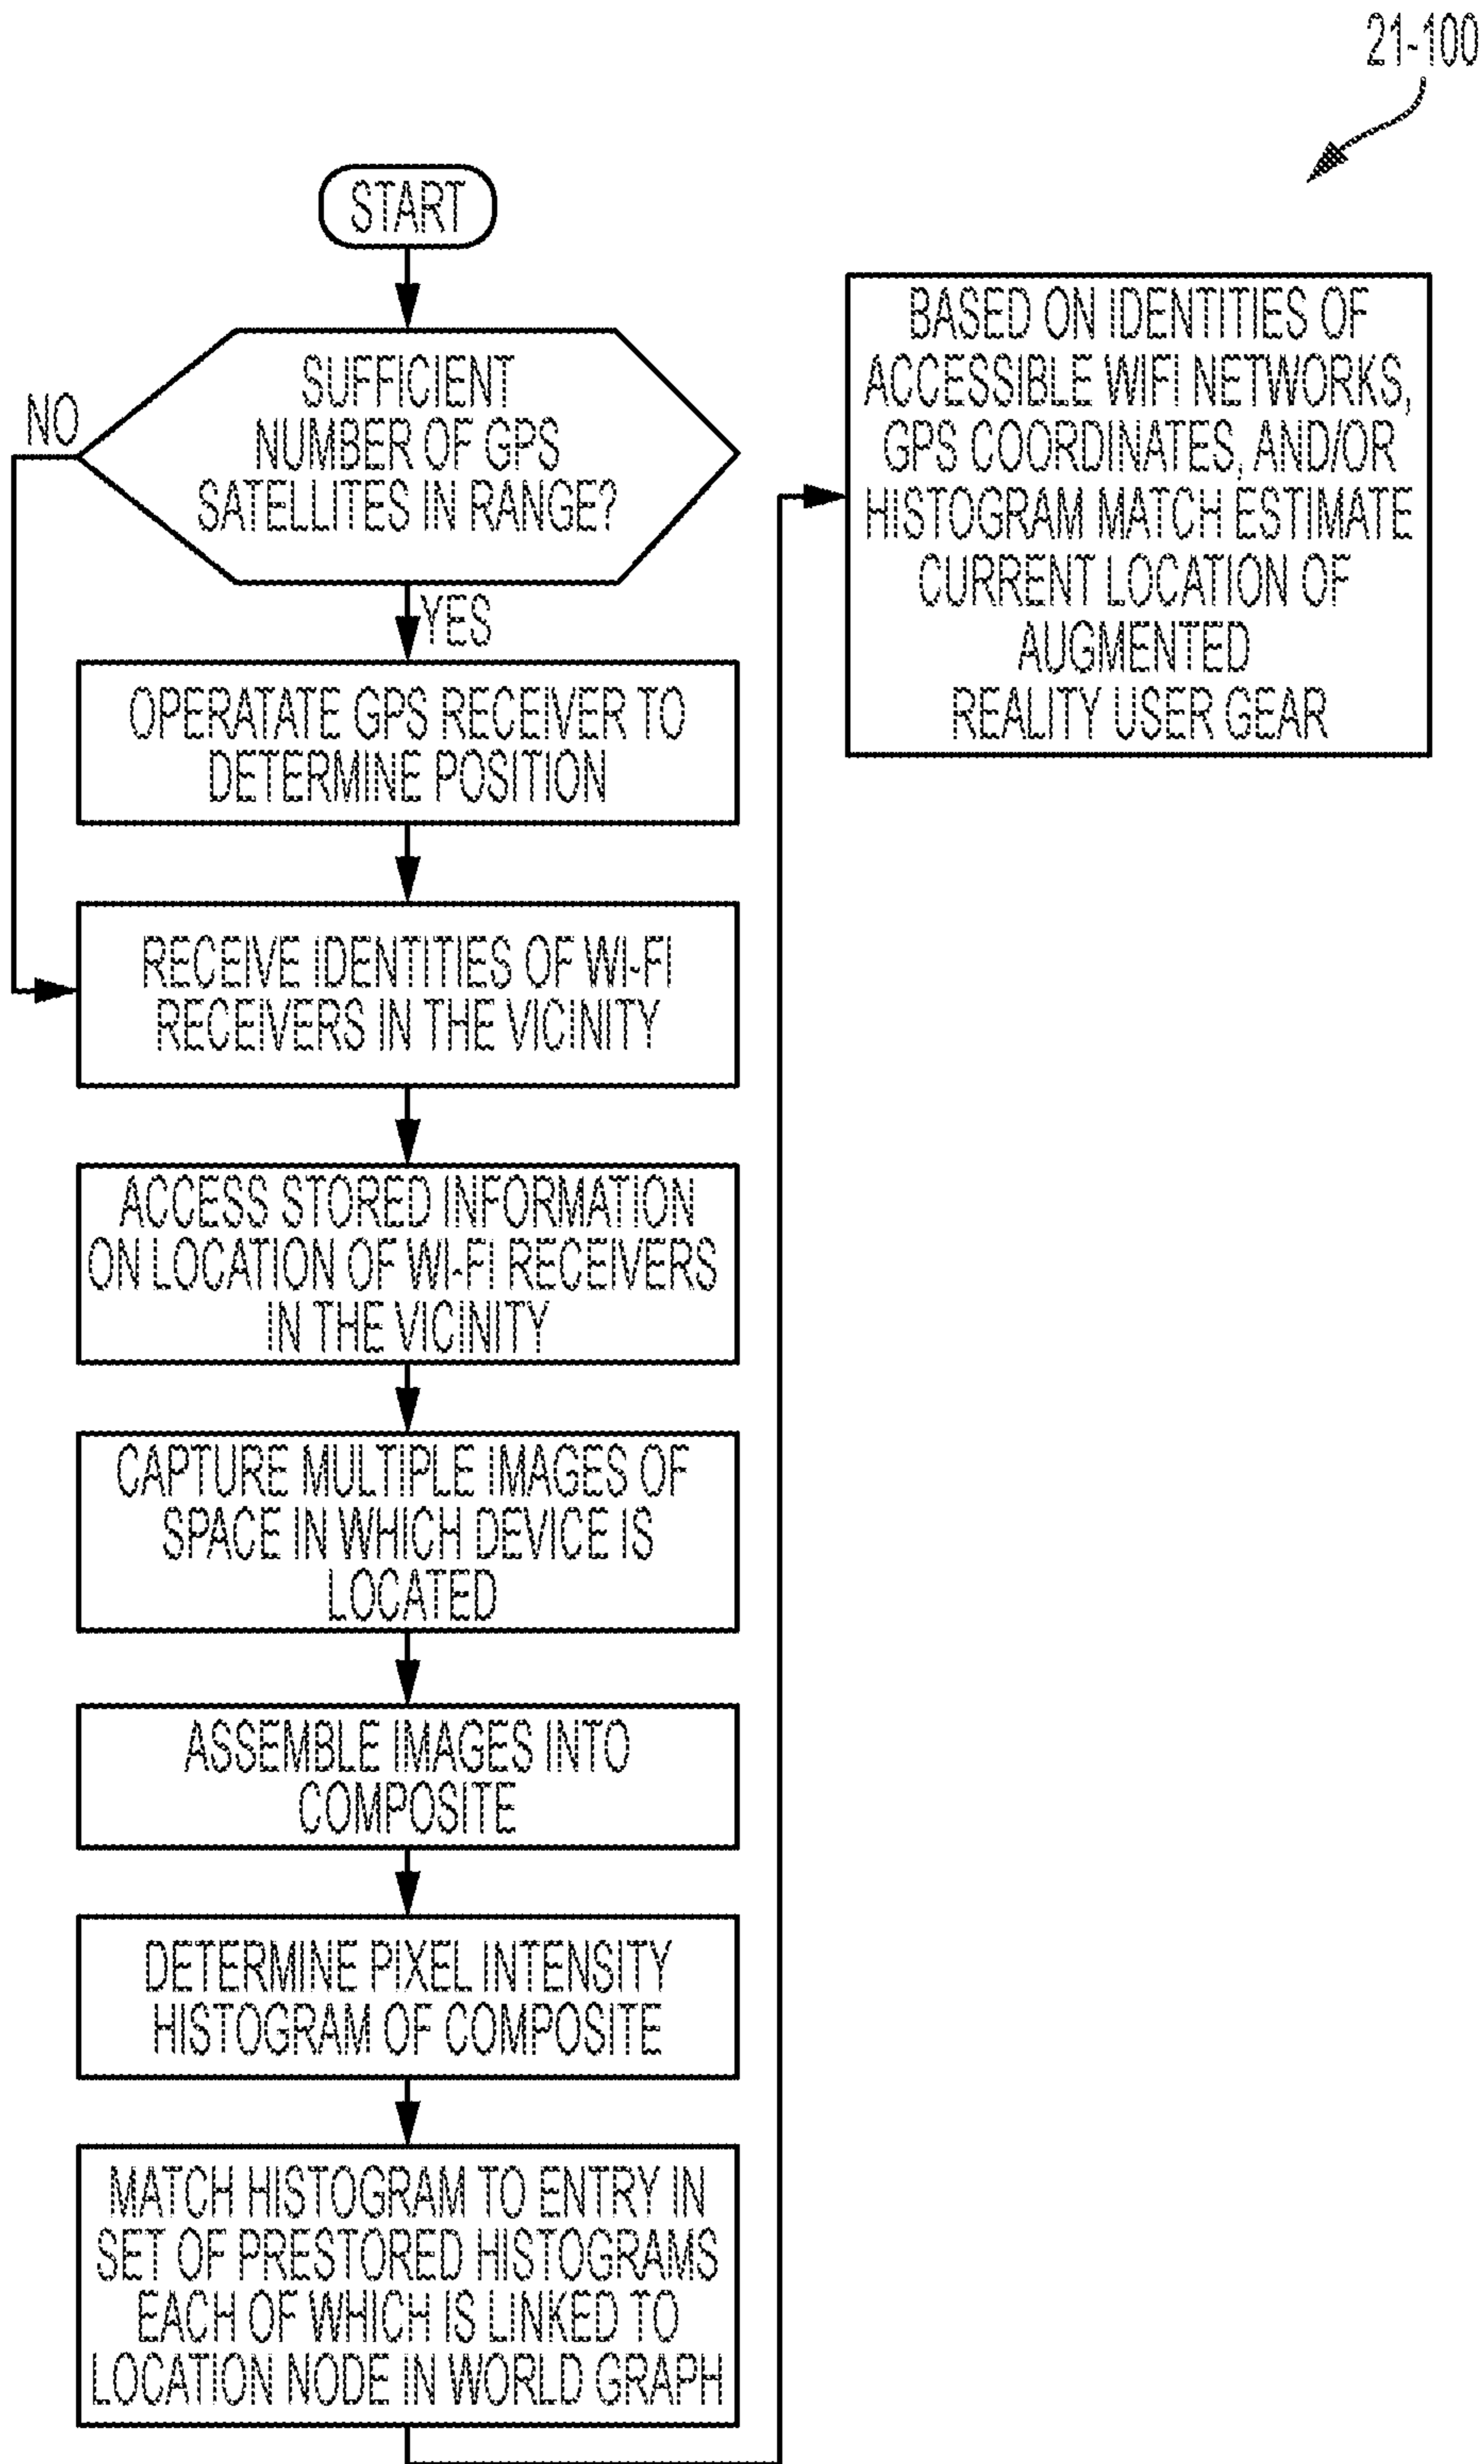 21-100
START
SUFFICIENT
NUMBER OF GPS
SATELLITES IN RANGE?
NO
YES
OPERATATE GPS RECEIVER TO
DETERMINE POSITION
RECEIVE IDENTITIES OF WI-FI
RECEIVERS IN THE VICINITY
ACCESS STORED INFORMATION
ON LOCATION OF WI-FI RECEIVERS
IN THE VICINITY
CAPTURE MULTIPLE IMAGES OF
SPACE IN WHICH DEVICE IS
LOCATED
ASSEMBLE IMAGES INTO
COMPOSITE
DETERMINE PIXEL INTENSITY
HISTOGRAM OF COMPOSITE
MATCH HISTOGRAM TO ENTRY IN
SET OF PRESTORED HISTOGRAMS
EACH OF WHICH IS LINKED TO
LOCATION NODE IN WORLD GRAPH
BASED ON IDENTITIES OF
ACCESSIBLE WIFI NETWORKS,
GPS COORDINATES, AND/OR
HISTOGRAM MATCH ESTIMATE
CURRENT LOCATION OF
AUGMENTED
REALITY USER GEAR